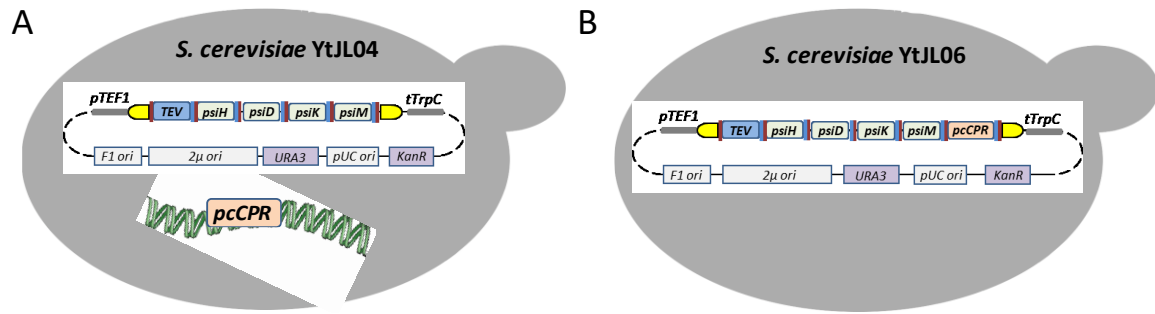 A
S. cerevisiae YtJL04
pTEF1
tTrpC
TEV
psiH
psiD
psiK
psiM
F1 ori
2μ ori
URA3
pUC ori
KanR
pcCPR
B
S. cerevisiae YtJL06
pTEF1
tTrpC
TEV
psiH
psiD
psiK
psiM
pcCPR
F1 ori
2μ ori
URA3
pUC ori
KanR